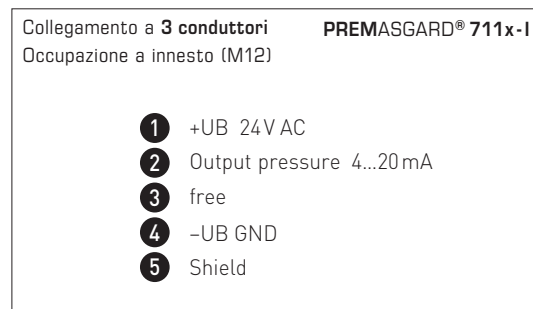 Collegamento a 3 conduttori PREMASGARD® 711x-I
Occupazione a innesto (M12)
1 +UB 24V AC
2 Output pressure 4...20mA
3 free
4 –UB GND
5 Shield